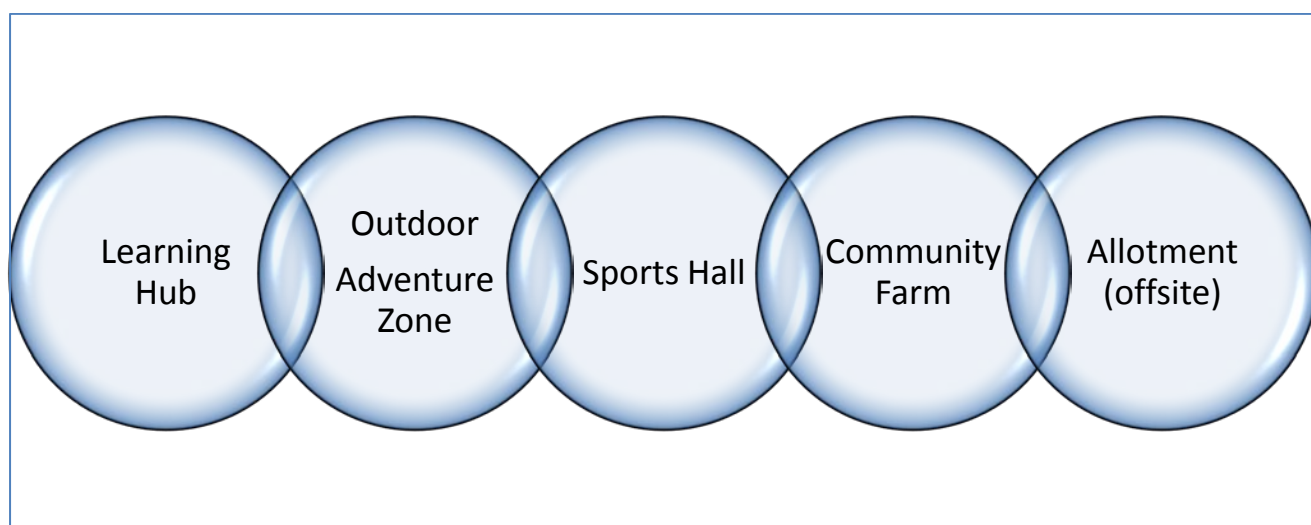 Learning
Hub
Outdoor
Adventure
Zone
Sports Hall
Community
Farm
Allotment
(offsite)